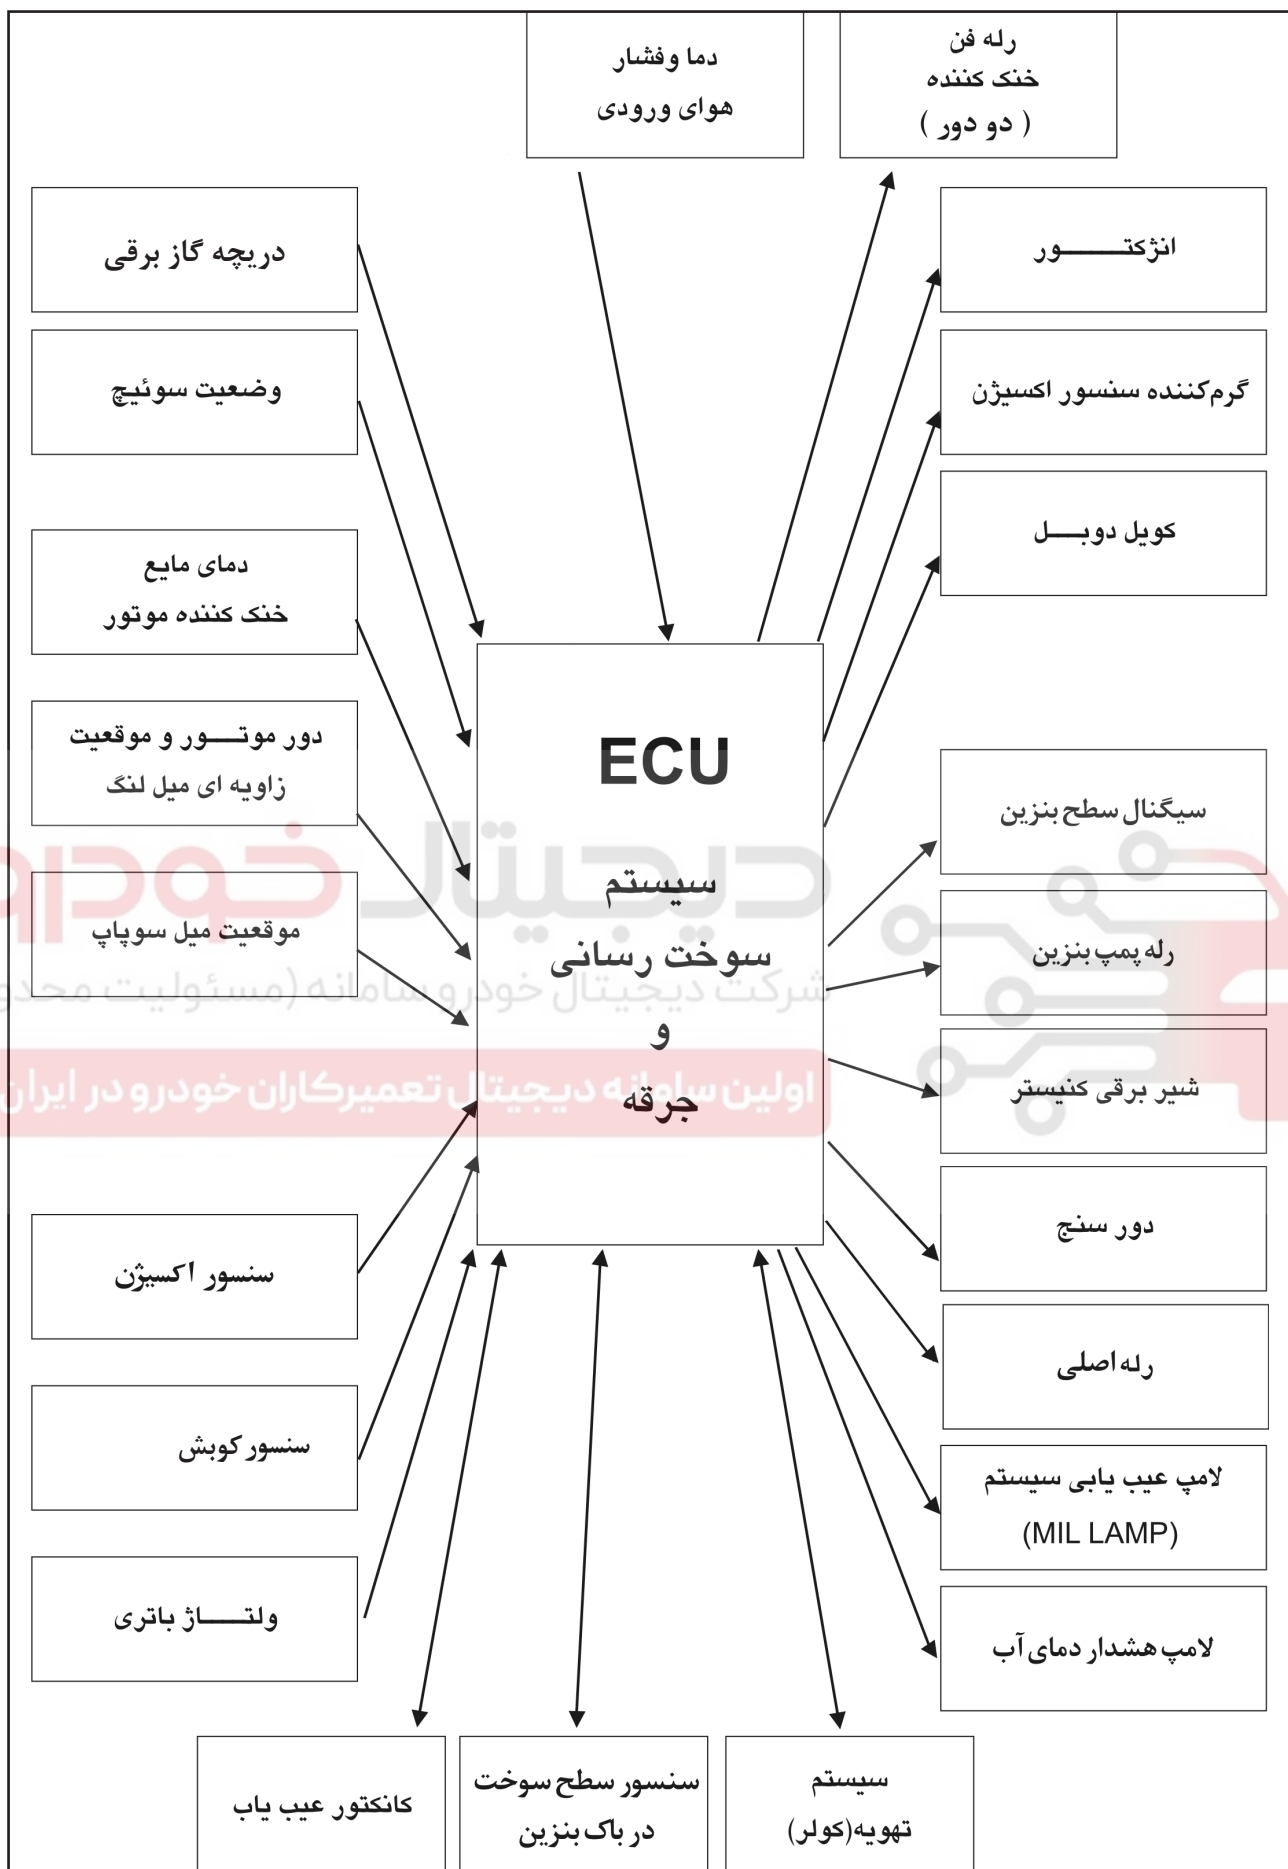 دما وفشار
هوای ورودی
رله فن
خنک کننده
( دو دور )
دریچه گاز برقی
وضعیت سوئیچ
دمای مایع
خنک کننده موتور
دور موتـــور و موقعیت
زاویه ای میل لنگ
موقعیت میل سوپاپ
سنسور اکسیژن
سنسور کوبش
ولتـــــاژ باتری
ECU
سیستم
سوخت رسانی
و
جرقه
انژکتـــــــور
گرم‌کننده سنسور اکسیژن
کویل دوبـــــل
سیگنال سطح بنزین
رله پمپ بنزین
شیر برقی کنیستر
دور سنج
رله اصلی
لامپ عیب یابی سیستم
(MIL LAMP)
لامپ هشدار دمای آب
کانکتور عیب یاب
سنسور سطح سوخت
در باک بنزین
سیستم
تهویه(کولر)
دیجیتال خودرو
شرکت دیجیتال خودرو سامانه (مسئولیت
اولین سامانه دیجیتال تعمیرکاران خودرو در ایران